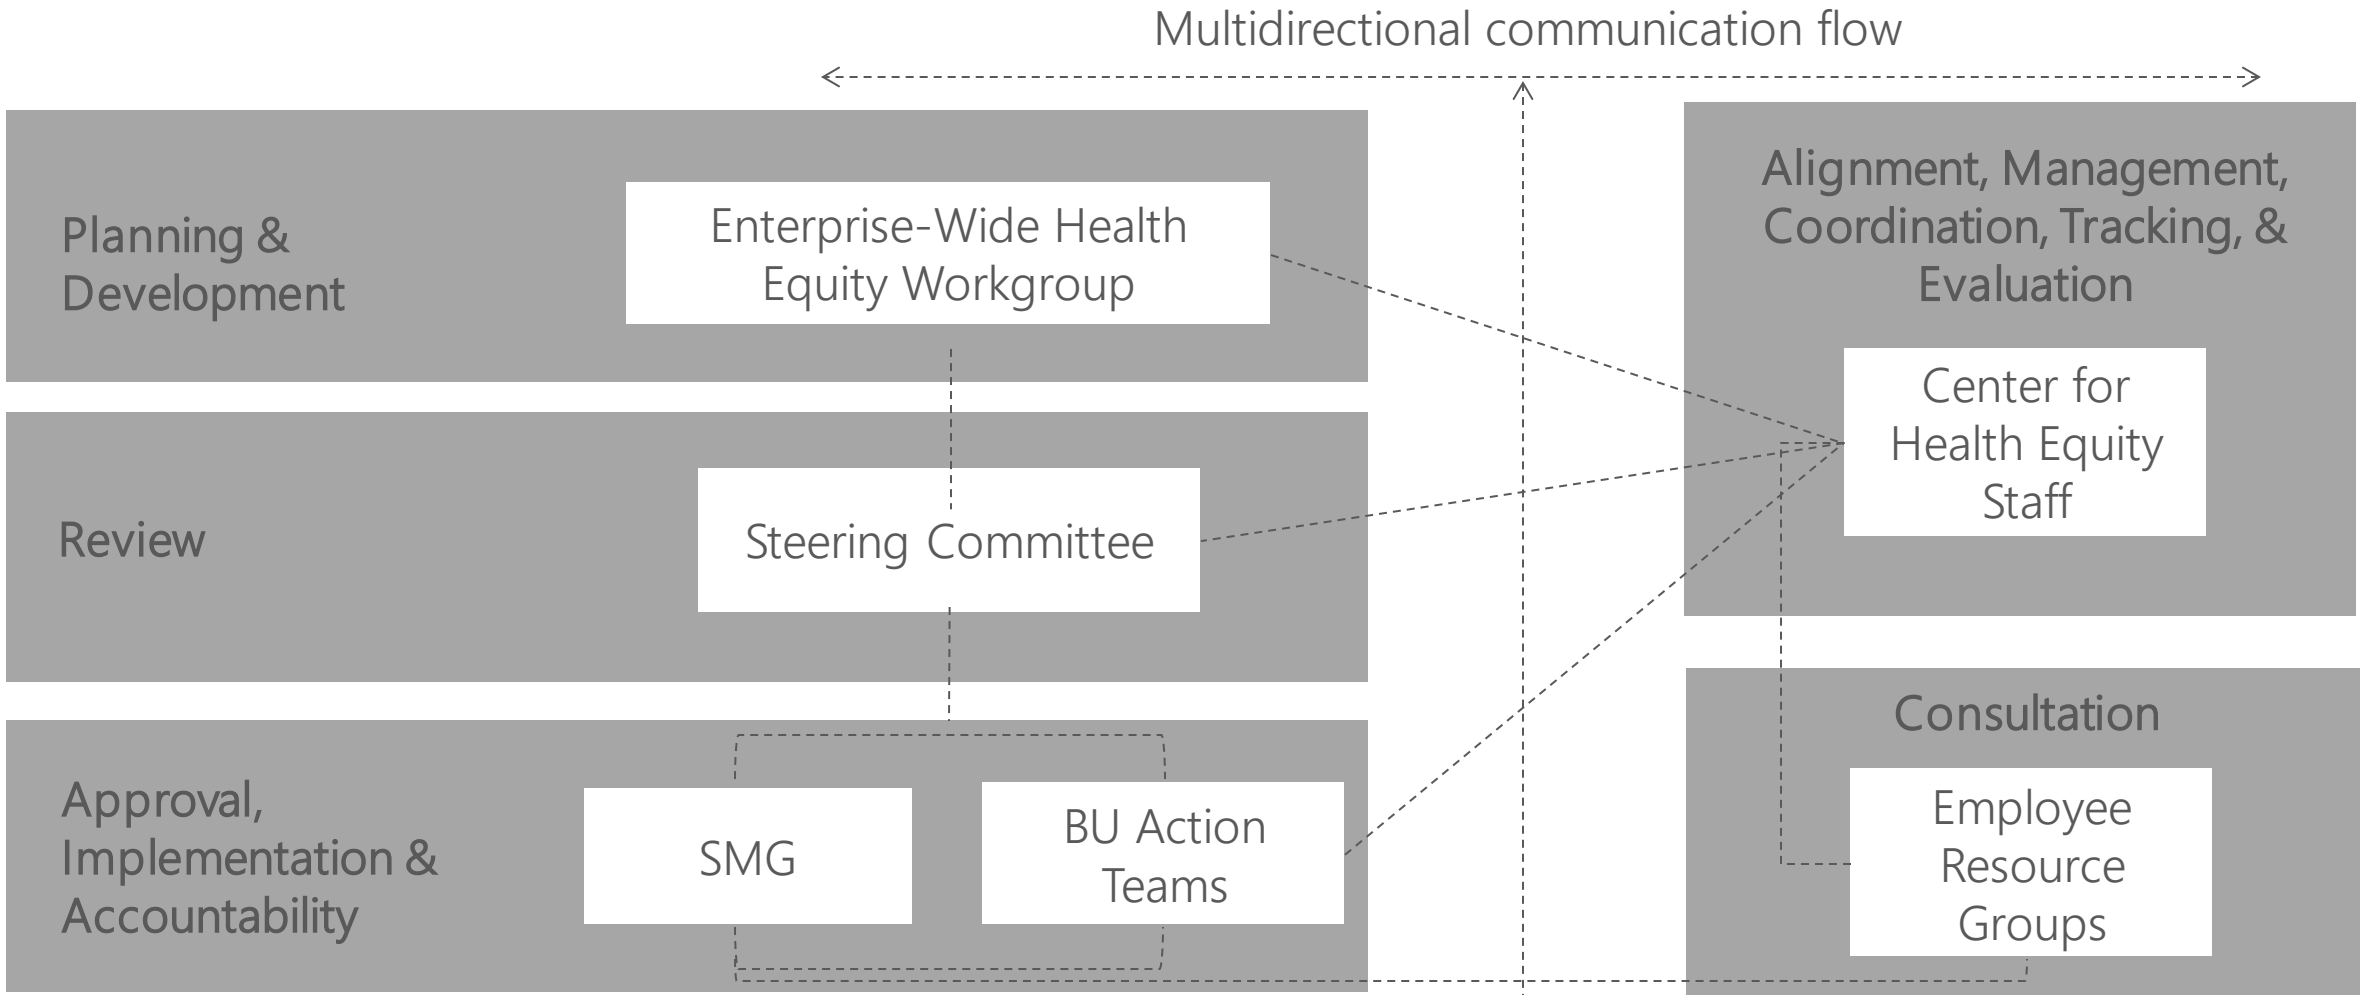 Multidirectional communication flow
Planning &
Development
Enterprise-Wide Health
Equity Workgroup
Alignment, Management,
Coordination, Tracking, &
Evaluation
Center for
Health Equity
Staff
Review
Steering Committee
Consultation
Employee
Resource
Groups
Approval,
Implementation &
Accountability
SMG
BU Action
Teams